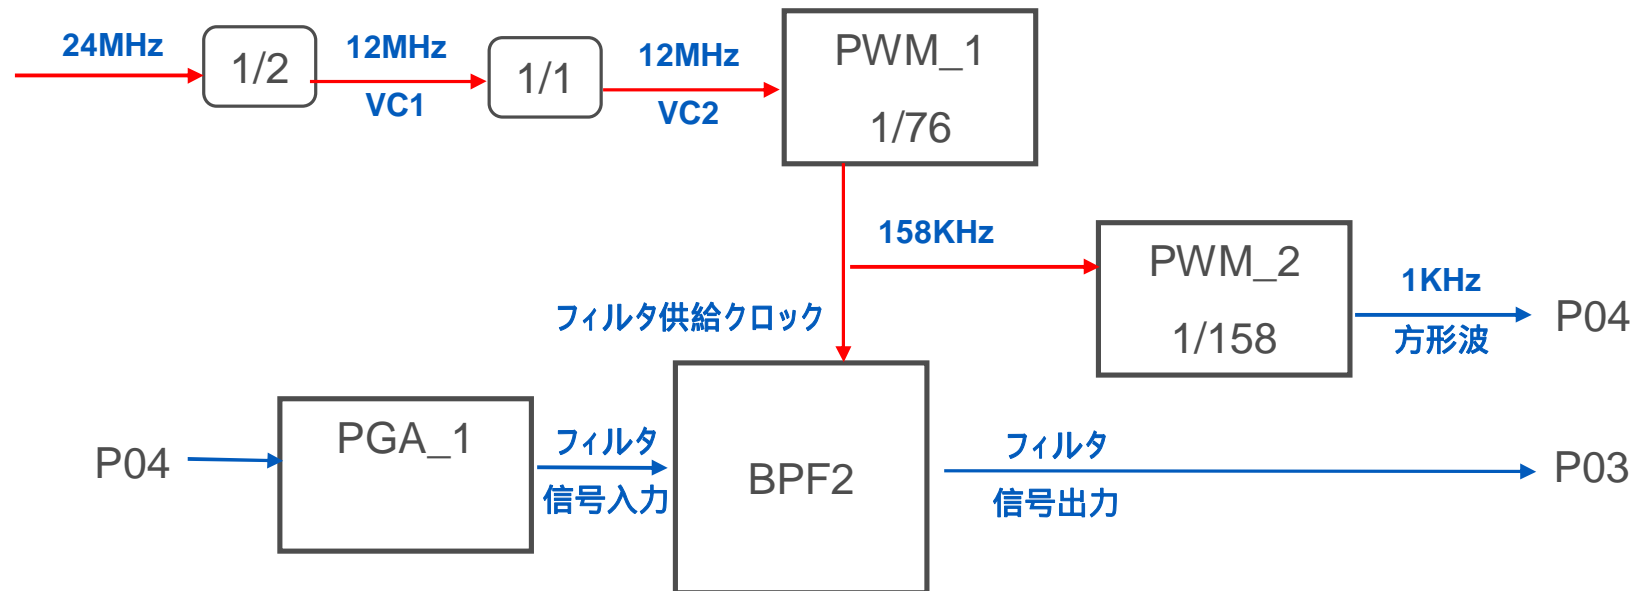 24MHz
1/2
12MHz
VC1
1/1
12MHz
VC2
PWM_1
1/76
158KHz
PWM_2
1/158
1KHz
方形波
P04
フィルタ供給クロック
P04
PGA_1
フィルタ
信号入力
BPF2
フィルタ
信号出力
P03